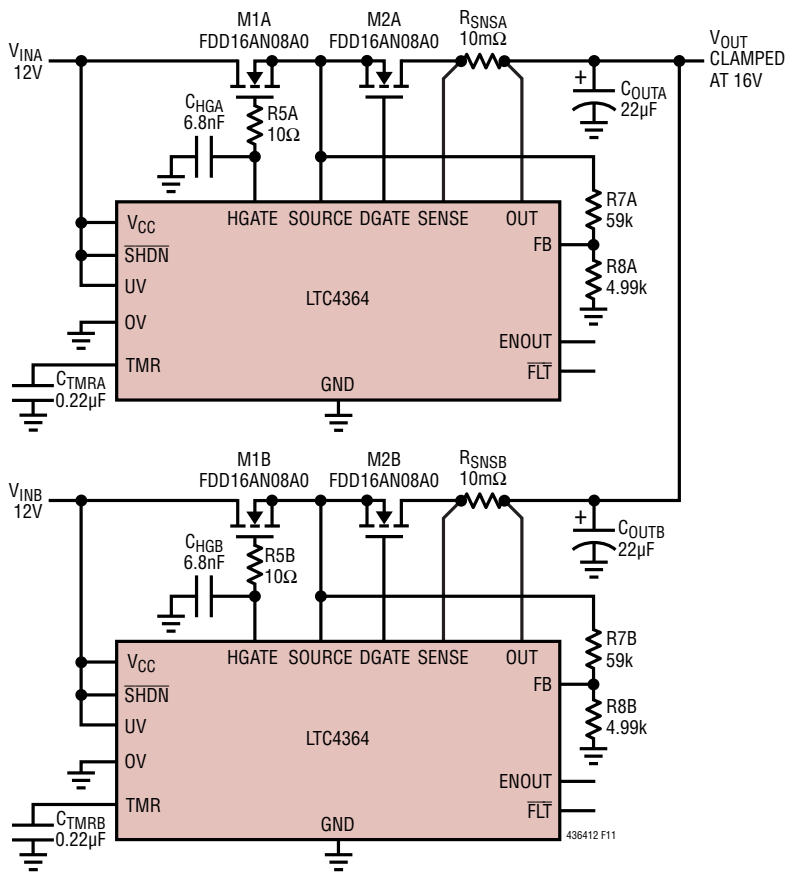 M1A
FDD16AN08A0
M2A
FDD16AN08A0
RSNSA
10mΩ
VINA
12V
VOUT
CLAMPED
AT 16V
+
COUTA
22µF
CHGA
6.8nF
R5A
10Ω
R7A
59k
R8A
4.99k
HGATE SOURCE DGATE SENSE OUT
VCC
SHDN
UV
OV
TMR
FB
LTC4364
ENOUT
FLT
GND
CTMRA
0.22µF
M1B
FDD16AN08A0
M2B
FDD16AN08A0
RSNSB
10mΩ
VINB
12V
+
COUTB
22µF
CHGB
6.8nF
R5B
10Ω
R7B
59k
R8B
4.99k
HGATE SOURCE DGATE SENSE OUT
VCC
SHDN
UV
OV
TMR
FB
LTC4364
ENOUT
FLT
GND
CTMRB
0.22µF
436412 F11